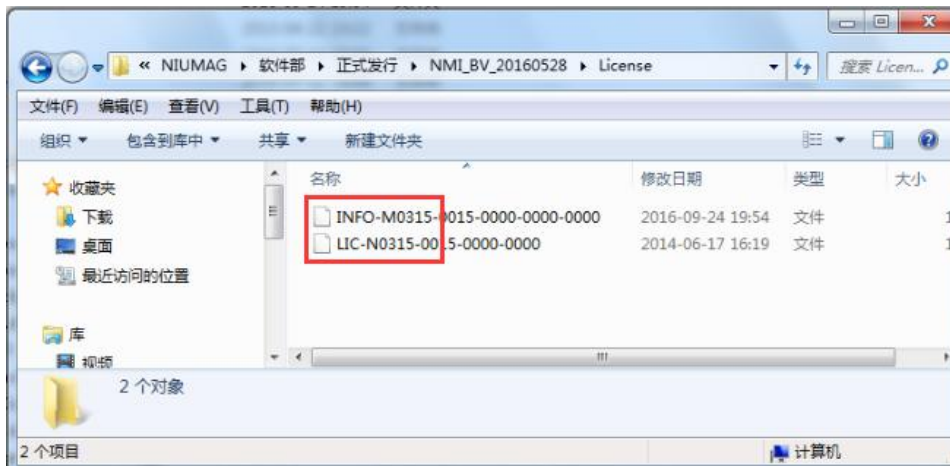 « NIUMAG ▸ 软件部 ▸ 正式发行 ▸ NMI_BV_20160528 ▸ License
搜索 Licen...
文件(F) 编辑(E) 查看(V) 工具(T) 帮助(H)
组织 包含到库中 共享 新建文件夹
名称 修改日期 类型 大小
收藏夹
下载
桌面
最近访问的位置
库
视频
INFO-M0315-0015-0000-0000-0000 2016-09-24 19:54 文件 1
LIC-N0315-0015-0000-0000 2014-06-17 16:19 文件 1
2 个对象
2 个项目
计算机